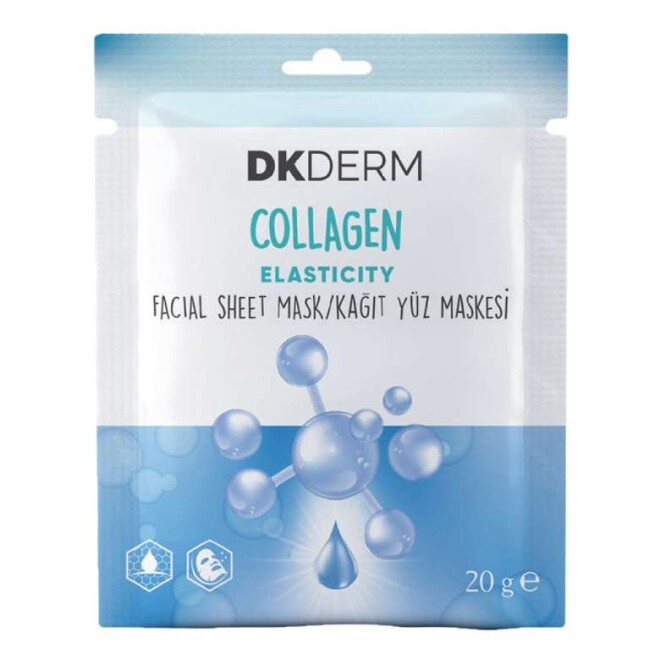 DKDERM
COLLAGEN
ELASTICITY
FACIAL SHEET MASK/KAĞIT YÜZ MASKESİ
20 g e